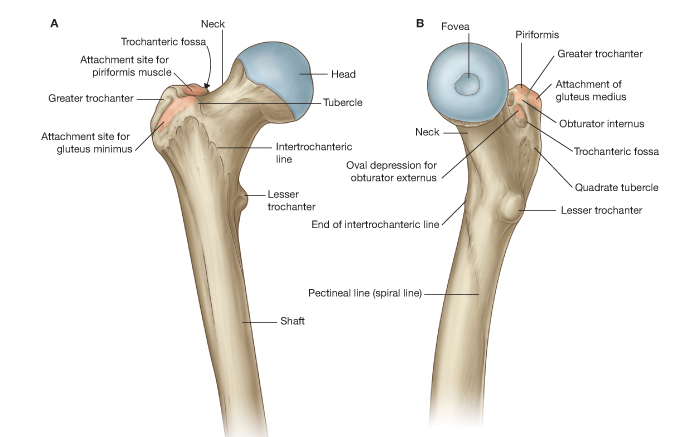 A
Neck
Trochanteric fossa
Attachment site for
piriformis muscle
Greater trochanter
Attachment site for
gluteus minimus
Head
Tubercle
Intertrochanteric
line
Lesser
trochanter
Shaft
B
Fovea
Piriformis
Greater trochanter
Attachment of
gluteus medius
Obturator internus
Neck
Trochanteric fossa
Oval depression for
obturator externus
Quadrate tubercle
Lesser trochanter
End of intertrochanteric line
Pectineal line (spiral line)